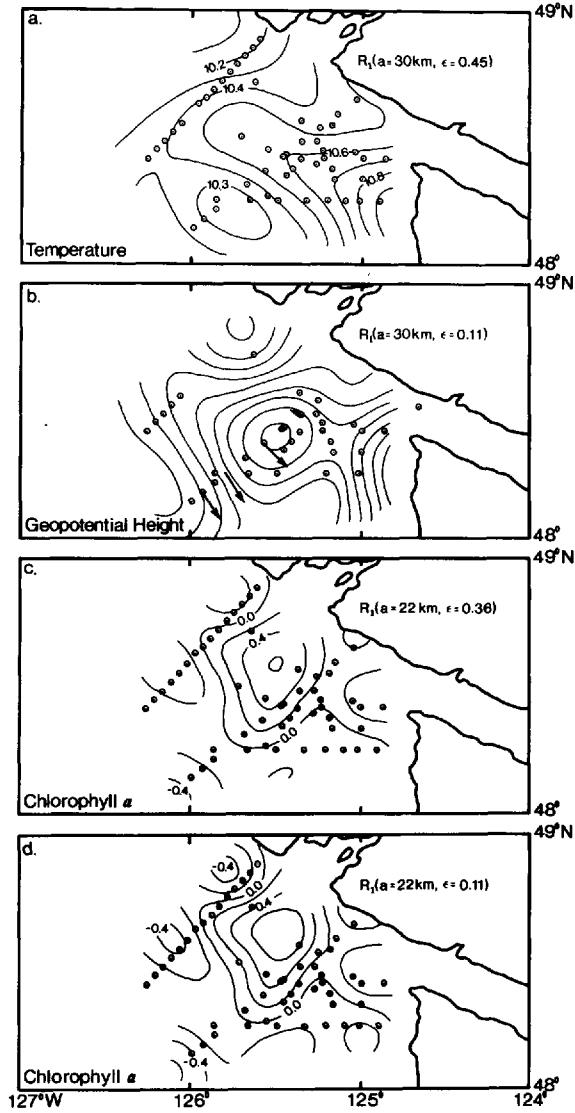 a.
49°N
R₁(a=30km, ϵ=0.45)
10.2
10.4
10.6
10.8
10.3
Temperature
48°
b.
49°N
R₁(a=30km, ϵ=0.11)
Geopotential Height
48°
c.
49°N
R₁(a=22km, ϵ=0.36)
0.0
0.4
0.0
-0.4
Chlorophyll a
48°
d.
49°N
R₁(a=22km, ϵ=0.11)
-0.4
0.0
0.4
-0.4
0.0
-0.4
Chlorophyll a
48°
127°W 126° 125° 124°